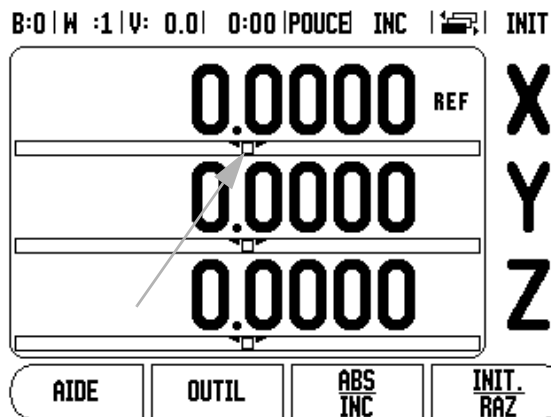 B:0 | W :1 | V: 0.0 | 0:00 | POUCE INC | | INIT
0.0000 REF X
0.0000 Y
0.0000 Z
AIDE OUTIL ABS INIT.
INC RAZ